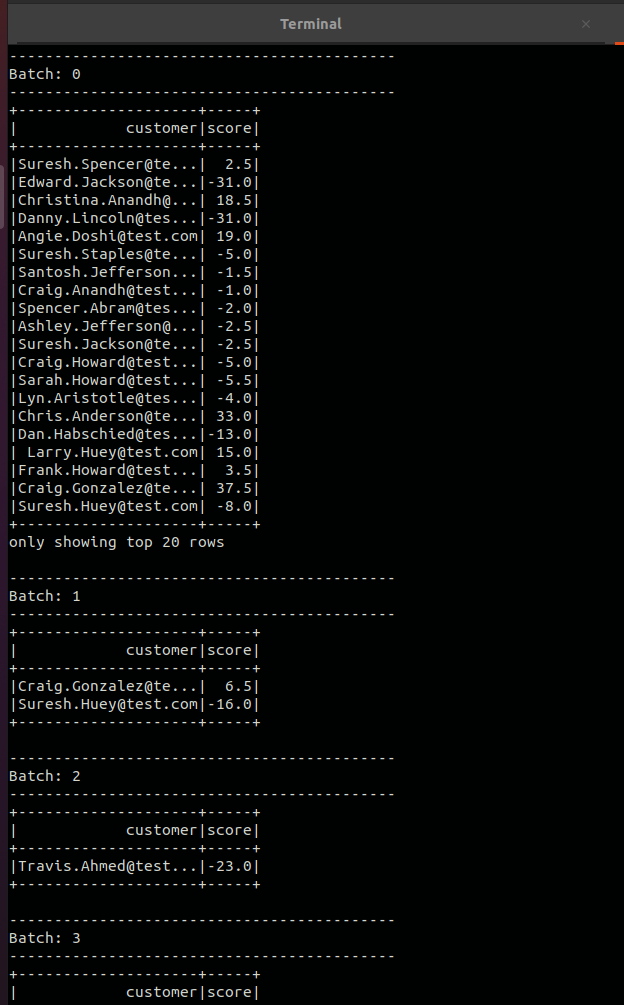 Terminal
-------------------------------------------
Batch: 0
-------------------------------------------
+--------------------+-----+
|            customer|score|
+--------------------+-----+
|Suresh.Spencer@te...|  2.5|
|Edward.Jackson@te...|-31.0|
|Christina.Anandh@...| 18.5|
|Danny.Lincoln@tes...|-31.0|
|Angie.Doshi@test.com| 19.0|
|Suresh.Staples@te...| -5.0|
|Santosh.Jefferson...| -1.5|
|Craig.Anandh@test...| -1.0|
|Spencer.Abram@tes...| -2.0|
|Ashley.Jefferson@...| -2.5|
|Suresh.Jackson@te...| -2.5|
|Craig.Howard@test...| -5.0|
|Sarah.Howard@test...| -5.5|
|Lyn.Aristotle@tes...| -4.0|
|Chris.Anderson@te...| 33.0|
|Dan.Habschied@tes...|-13.0|
| Larry.Huey@test.com| 15.0|
|Frank.Howard@test...|  3.5|
|Craig.Gonzalez@te...| 37.5|
|Suresh.Huey@test.com| -8.0|
+--------------------+-----+
only showing top 20 rows
-------------------------------------------
Batch: 1
-------------------------------------------
+--------------------+-----+
|            customer|score|
+--------------------+-----+
|Craig.Gonzalez@te...|  6.5|
|Suresh.Huey@test.com|-16.0|
+--------------------+-----+
-------------------------------------------
Batch: 2
-------------------------------------------
+--------------------+-----+
|            customer|score|
+--------------------+-----+
|Travis.Ahmed@test...|-23.0|
+--------------------+-----+
-------------------------------------------
Batch: 3
-------------------------------------------
+--------------------+-----+
|            customer|score|